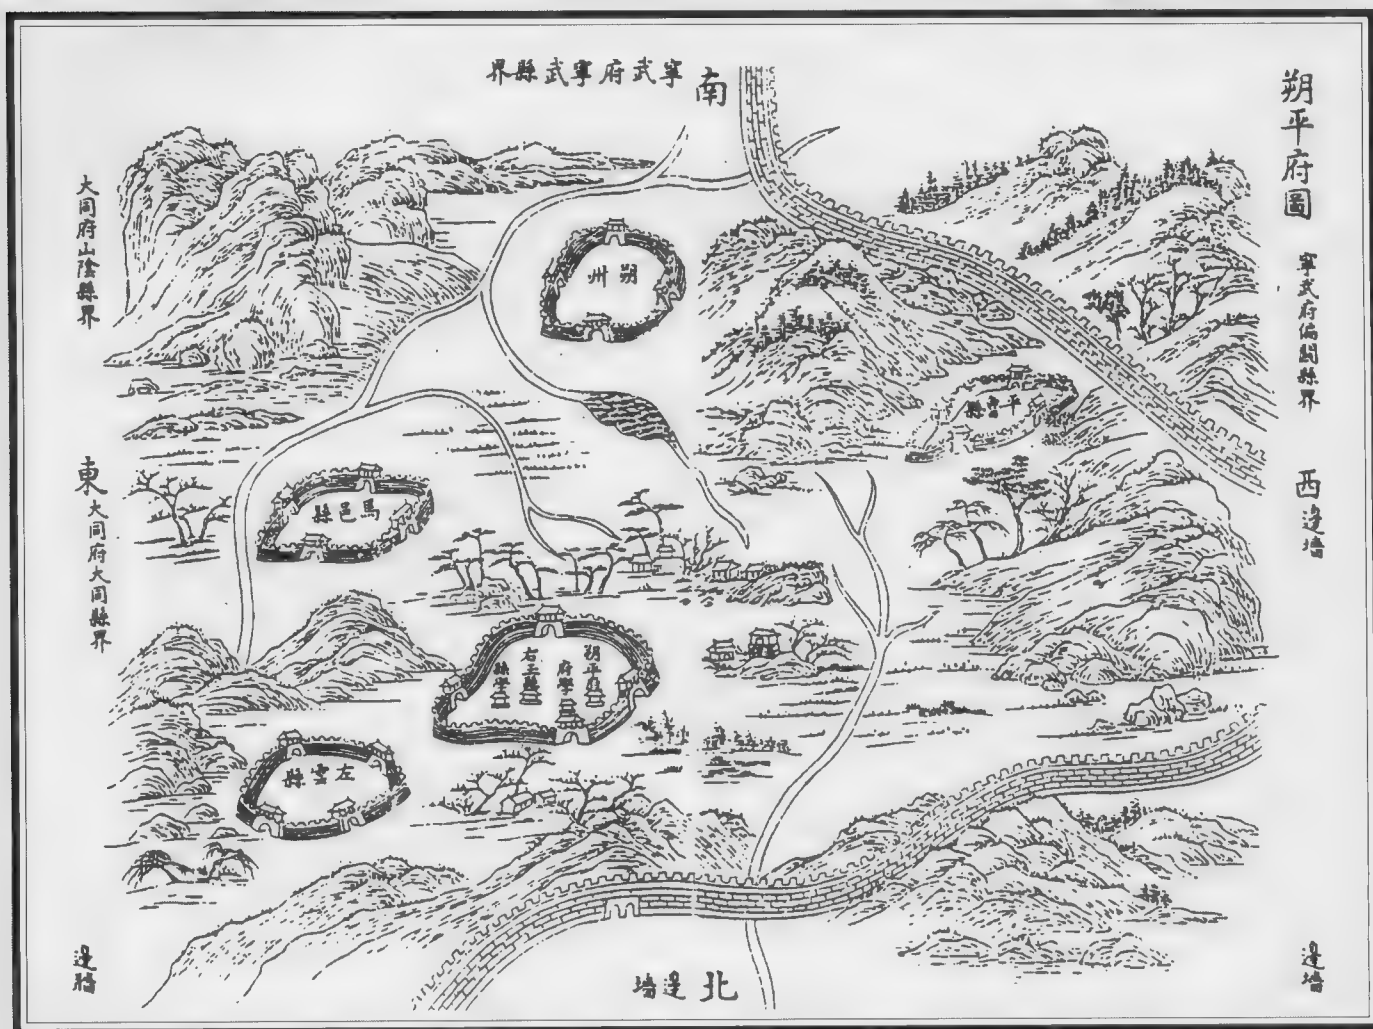 朔平府圖
寧武府偏關縣界
西邊墻
邊墻
南
寧武府寧武縣界
朔州
平魯縣
馬邑縣
朔平府
府學
右玉縣
縣學
左雲縣
北邊墻
大同府山陰縣界
東大同府大同縣界
邊牆